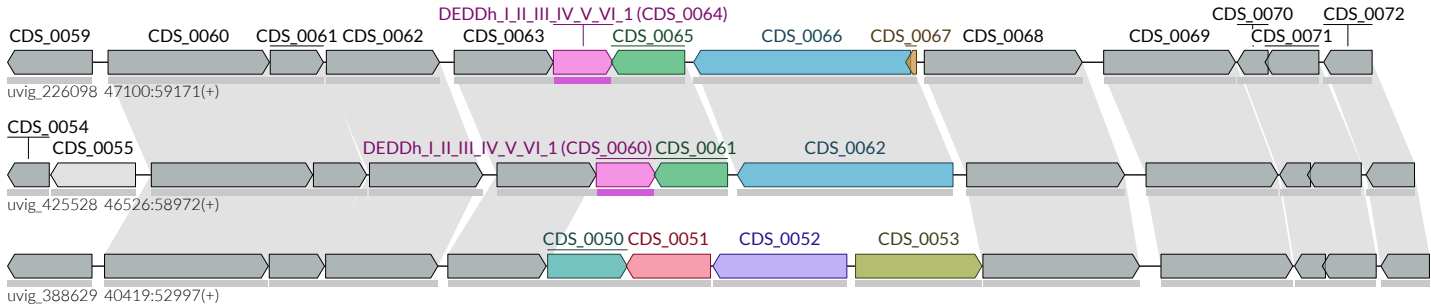 DEDDh_I_II_III_IV_V_VI_1 (CDS_0064)
CDS_0059 CDS_0060 CDS_0061 CDS_0062 CDS_0063 CDS_0065 CDS_0066 CDS_0067 CDS_0068 CDS_0069 CDS_0070 CDS_0071 CDS_0072
uvig_226098 47100:59171(+)
CDS_0054
CDS_0055 DEDDh_I_II_III_IV_V_VI_1 (CDS_0060) CDS_0061 CDS_0062
uvig_425528 46526:58972(+)
CDS_0050 CDS_0051 CDS_0052 CDS_0053
uvig_388629 40419:52997(+)